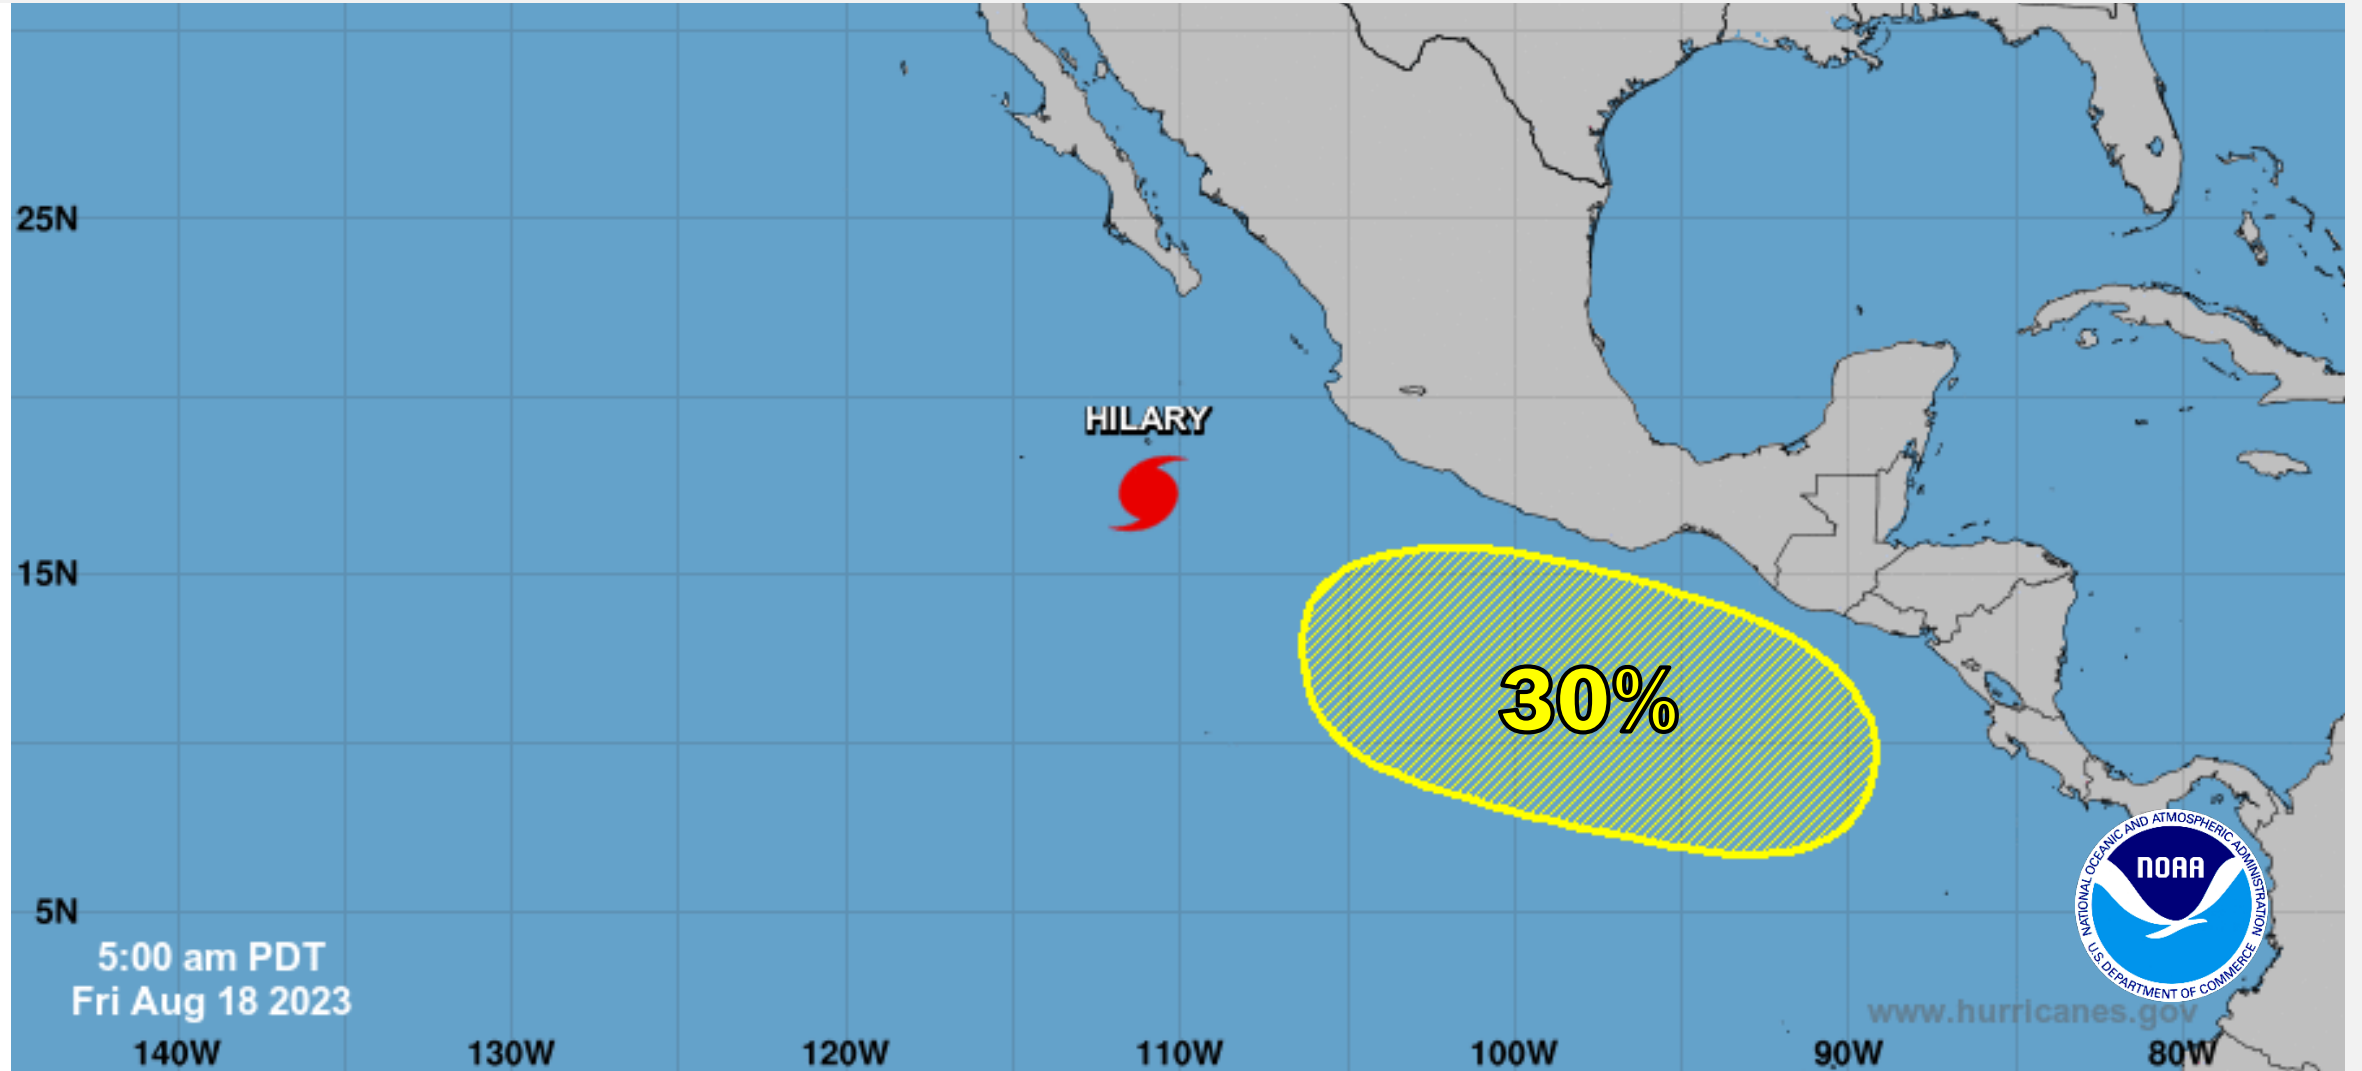 25N
HILARY
15N
30%
5N
5:00 am PDT
Fri Aug 18 2023
NATIONAL OCEANIC AND ATMOSPHERIC ADMINISTRATION
NOAA
U.S. DEPARTMENT OF COMMERCE
www.hurricanes.gov
140W 130W 120W 110W 100W 90W 80W